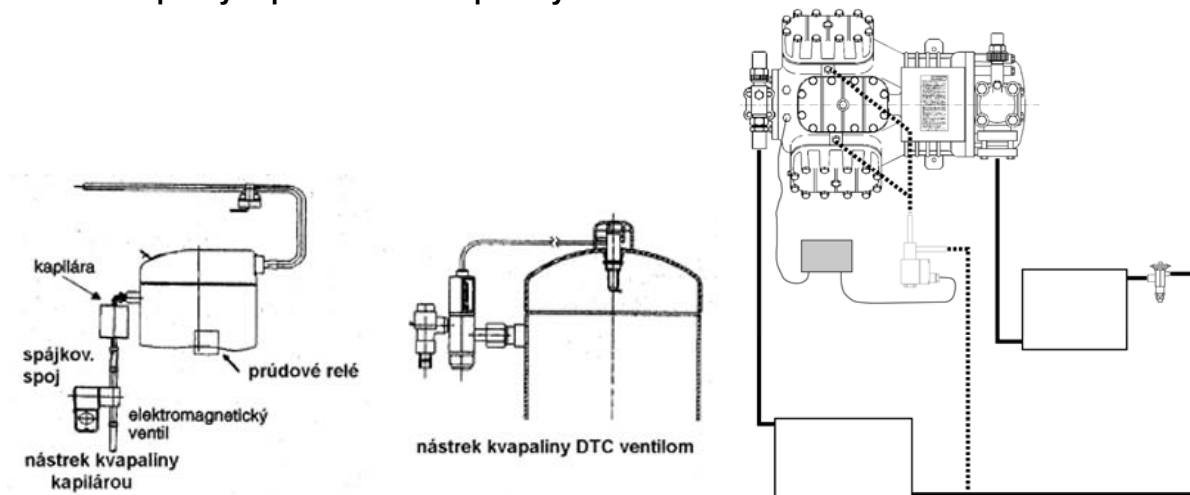 kapilára
spájkov.
spoj
prúdové relé
elektromagnetický
ventil
nástrek kvapaliny
kapilárou
nástrek kvapaliny DTC ventilom